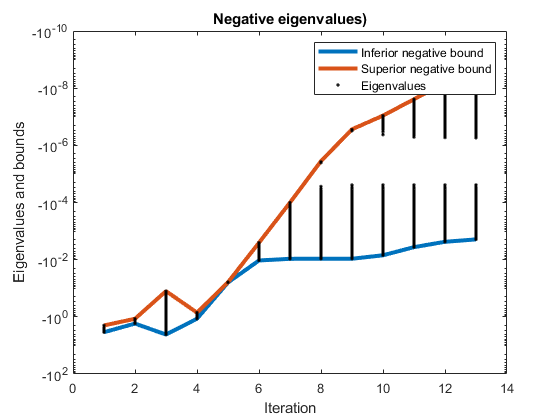 Negative eigenvalues)
-10^-10
-10^-8
-10^-6
-10^-4
-10^-2
-10^0
-10^2
Eigenvalues and bounds
Inferior negative bound
Superior negative bound
Eigenvalues
0 2 4 6 8 10 12 14
Iteration